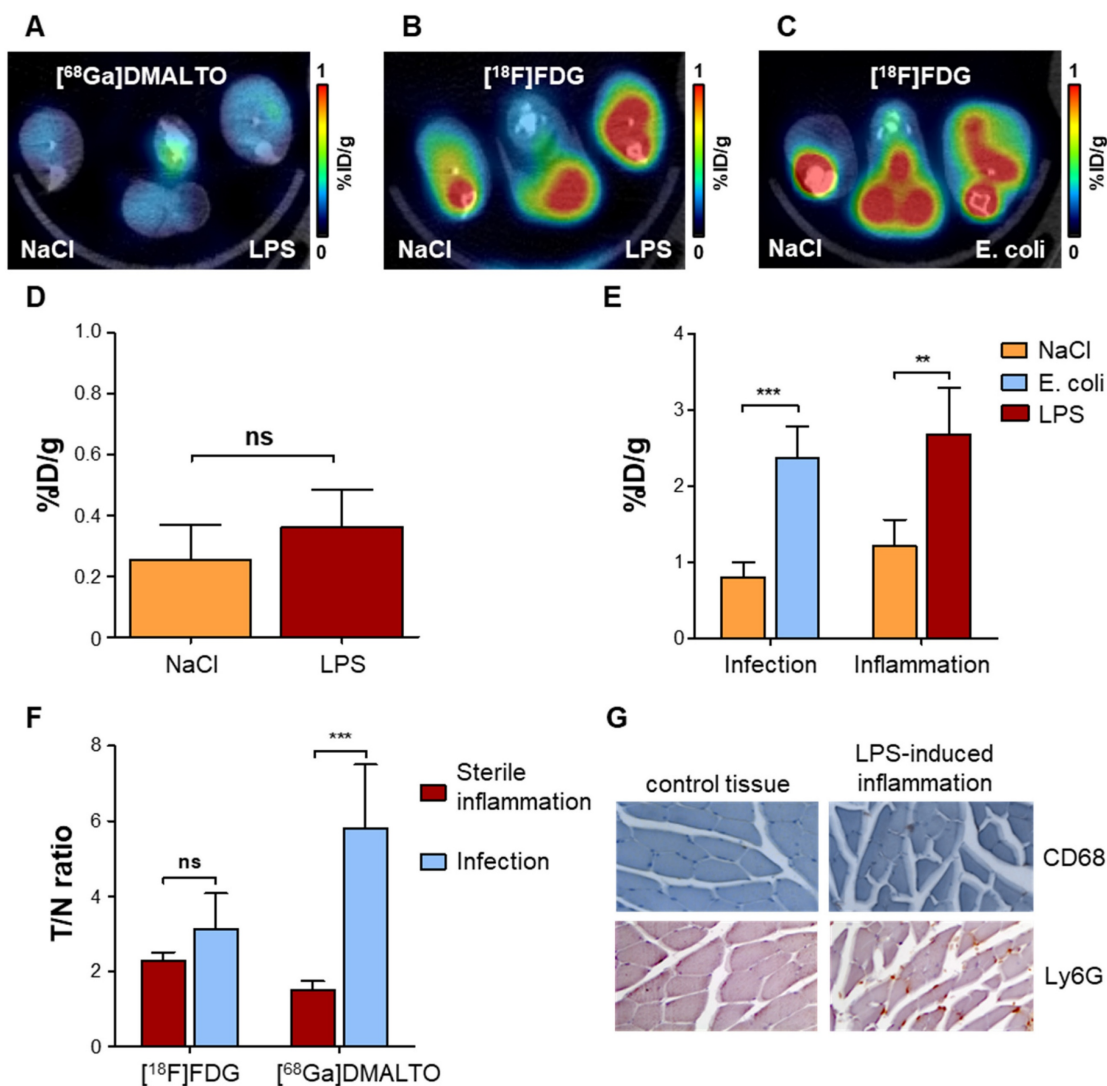 A
B
C
[⁶⁸Ga]DMALTO
[¹⁸F]FDG
[¹⁸F]FDG
1
%ID/g
0
1
%ID/g
0
1
%ID/g
0
NaCl
LPS
NaCl
LPS
NaCl
E. coli
D
1.0
0.8
0.6
0.4
0.2
0
%ID/g
ns
NaCl
LPS
E
4
3
2
1
0
%ID/g
***
**
Infection
Inflammation
NaCl
E. coli
LPS
F
8
6
4
2
0
T/N ratio
ns
***
[¹⁸F]FDG
[⁶⁸Ga]DMALTO
Sterile
inflammation
Infection
G
control tissue
LPS-induced
inflammation
CD68
Ly6G